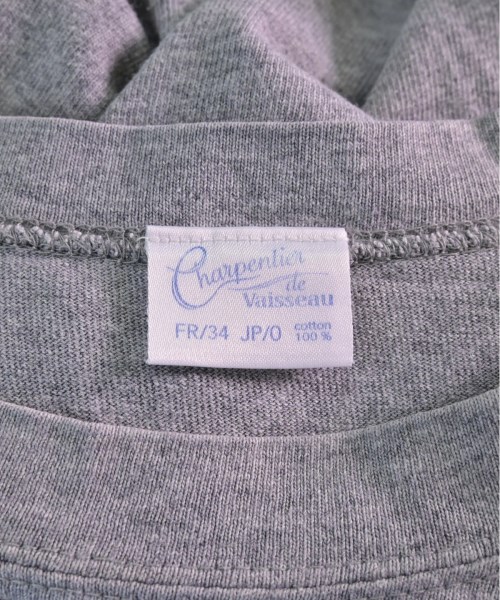 Charpentier
de
Vaisseau
FR/34 JP/0 cotton
100 %